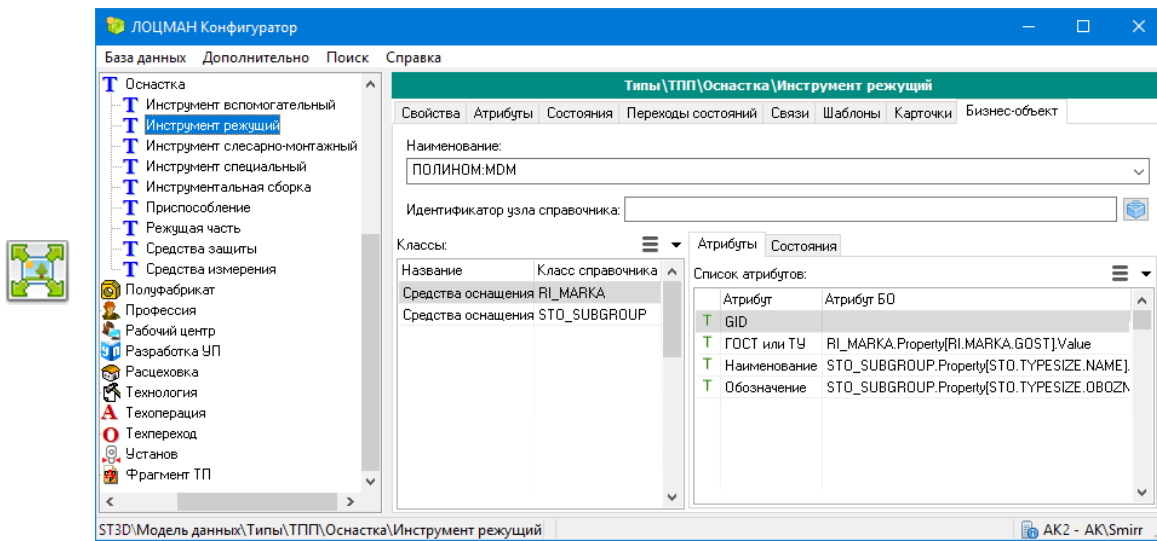 ЛОЦМАН Конфигуратор
База данных Дополнительно Поиск Справка
Оснастка
Инструмент вспомогательный
Инструмент режущий
Инструмент слесарно-монтажный
Инструмент специальный
Инструментальная сборка
Приспособление
Режущая часть
Средства защиты
Средства измерения
Полуфабрикат
Профессия
Рабочий центр
Разработка УП
Расцеховка
Технология
Техоперация
Техпереход
Установ
Фрагмент ТП
Типы\ТПП\Оснастка\Инструмент режущий
Свойства Атрибуты Состояния Переходы состояний Связи Шаблоны Карточки Бизнес-объект
Наименование:
ПОЛИНОМ:MDM
Идентификатор узла справочника:
Классы:
Название Класс справочника
Средства оснащения RI_MARKA
Средства оснащения STO_SUBGROUP
Атрибуты Состояния
Список атрибутов:
Атрибут Атрибут БО
GID
ГОСТ или ТУ RI_MARKA.Property[RI.MARKA.GOST].Value
Наименование STO_SUBGROUP.Property[STO.TYPESIZE.NAME].
Обозначение STO_SUBGROUP.Property[STO.TYPESIZE.OBOZN
ST3D\Модель данных\Типы\ТПП\Оснастка\Инструмент режущий
AK2 - AK\Smirr